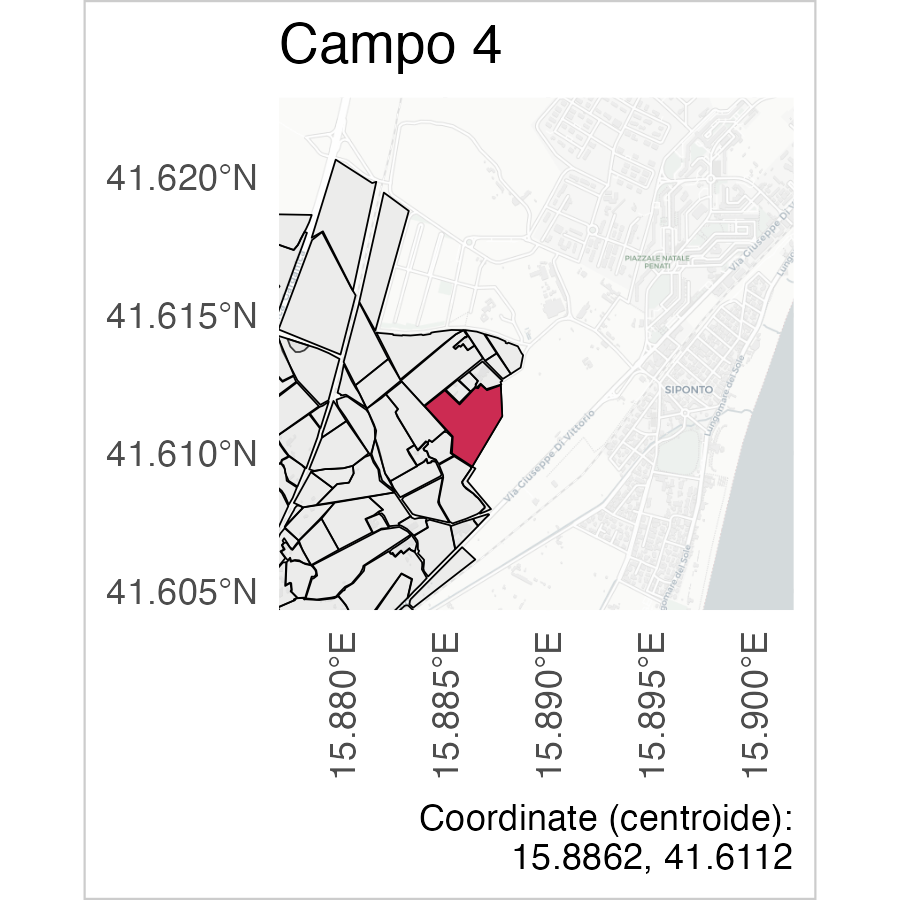 Campo 4
41.620°N
41.615°N
41.610°N
41.605°N
PIAZZALE NATALE
PENATI
Via Giuseppe Di V
Lungo
SIPONTO
Lungomare del Sole
Via Giuseppe Di Vittorio
gomare del Sole
15.880°E
15.885°E
15.890°E
15.895°E
15.900°E
Coordinate (centroide):
15.8862, 41.6112